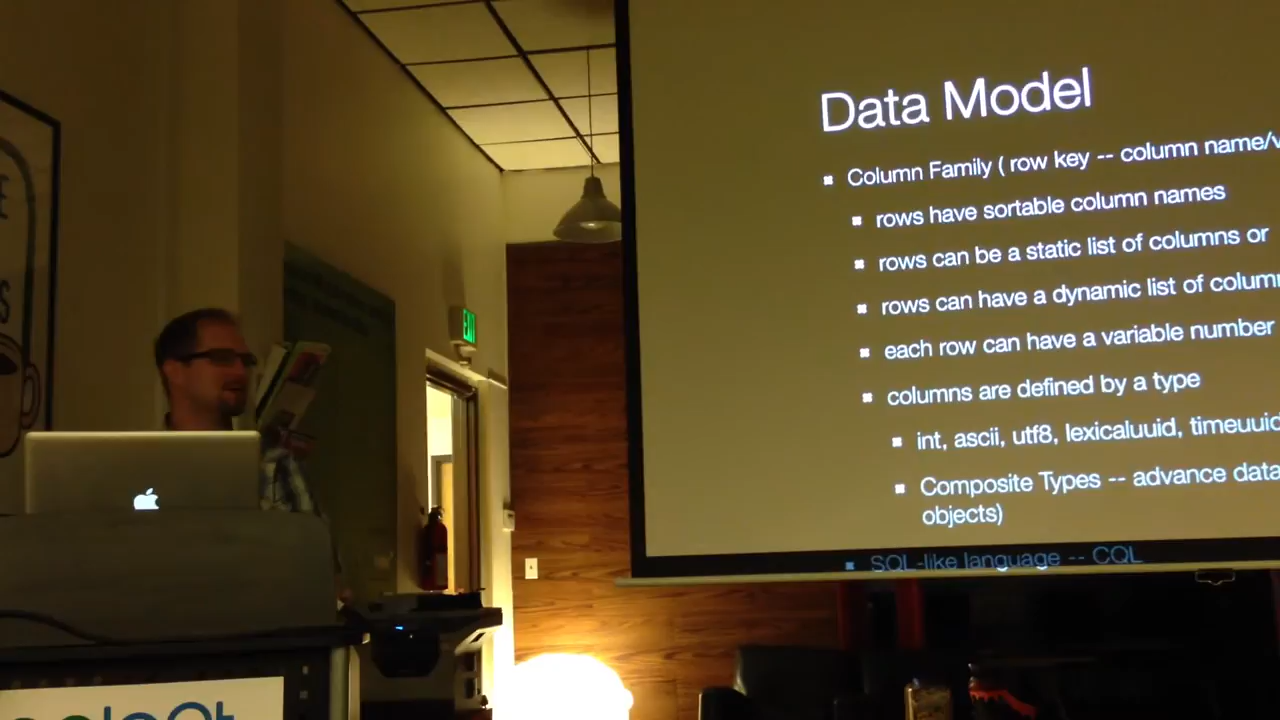 Data Model
Column Family ( row key -- column name/v
rows have sortable column names
rows can be a static list of columns or
rows can have a dynamic list of colum
each row can have a variable number
columns are defined by a type
int, ascii, utf8, lexicaluuid, timeuuid
Composite Types -- advance data
objects)
SQL-like language -- CQL
EXIT